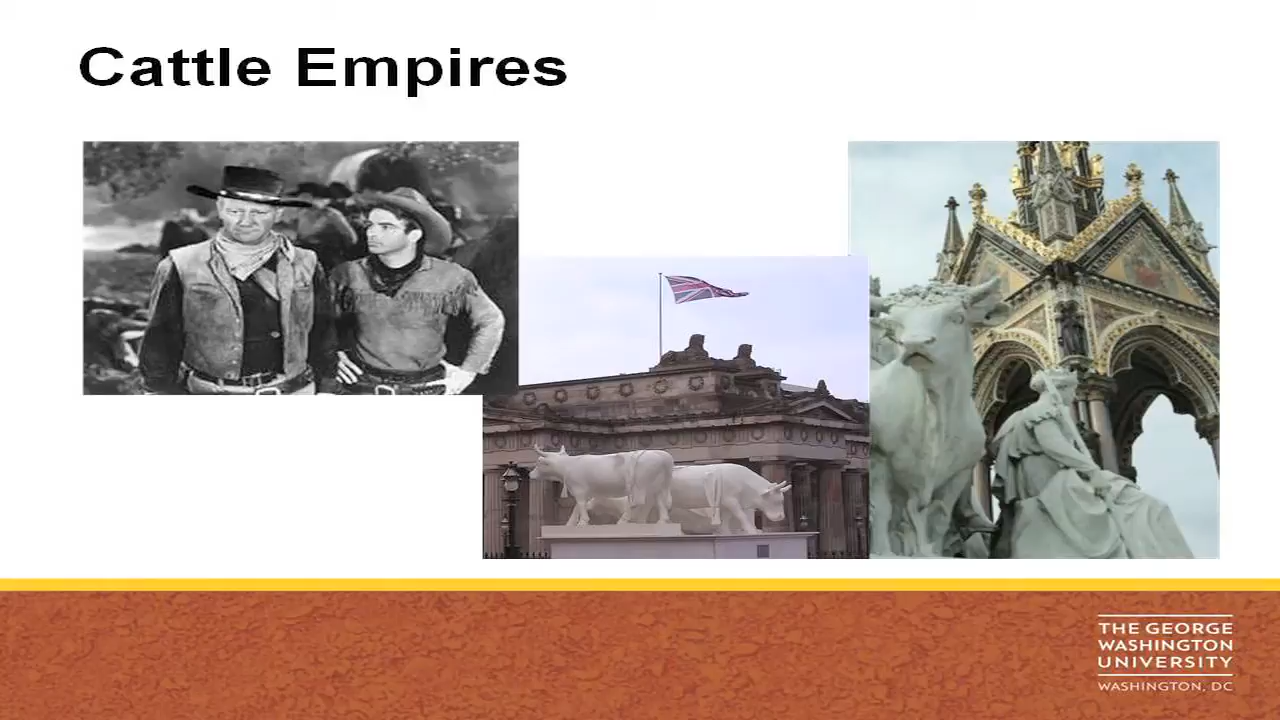 Cattle Empires
THE GEORGE
WASHINGTON
UNIVERSITY
WASHINGTON, DC